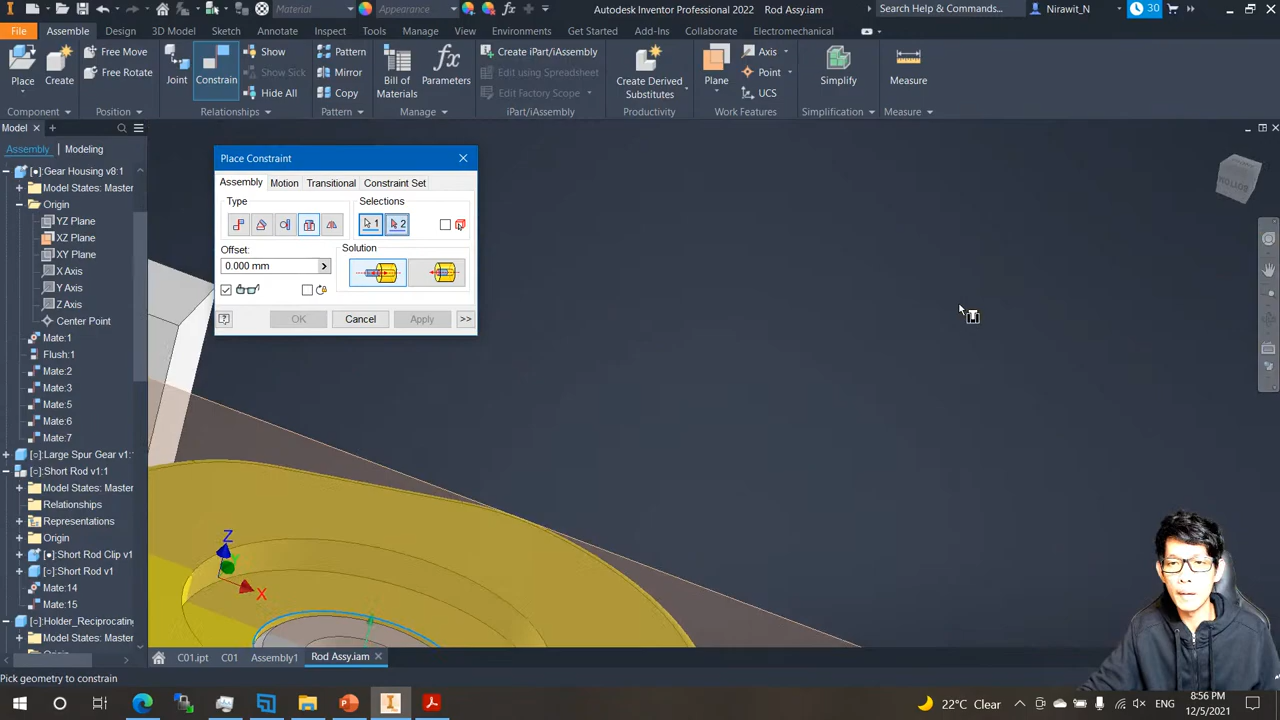 Material
Appearance
Autodesk Inventor Professional 2022
Rod Assy.iam
Search Help & Commands...
Nirawit_N
30
File
Assemble
Design
3D Model
Sketch
Annotate
Inspect
Tools
Manage
View
Environments
Get Started
Add-Ins
Collaborate
Electromechanical
Place
Create
Free Move
Free Rotate
Joint
Constrain
Show
Show Sick
Hide All
Pattern
Mirror
Copy
Bill of Materials
Parameters
Create iPart/iAssembly
Edit using Spreadsheet
Edit Factory Scope
Create Derived Substitutes
Plane
Axis
Point
UCS
Simplify
Measure
Component
Position
Relationships
Pattern
Manage
iPart/iAssembly
Productivity
Work Features
Simplification
Measure
Model
Assembly
Modeling
Gear Housing v8:1
Model States: Master
Origin
YZ Plane
XZ Plane
XY Plane
X Axis
Y Axis
Z Axis
Center Point
Mate:1
Flush:1
Mate:2
Mate:3
Mate:5
Mate:6
Mate:7
Large Spur Gear v1:
Short Rod v1:1
Model States: Master
Relationships
Representations
Origin
Short Rod Clip v1
Short Rod v1
Mate:14
Mate:15
Holder_Reciprocating
Model States: Master
Place Constraint
Assembly
Motion
Transitional
Constraint Set
Type
Selections
1
2
Offset:
0.000 mm
Solution
OK
Cancel
Apply
>>
BOTTOM
Z
X
C01.ipt
C01
Assembly1
Rod Assy.iam
Pick geometry to constrain
22°C Clear
8:56 PM
12/5/2021